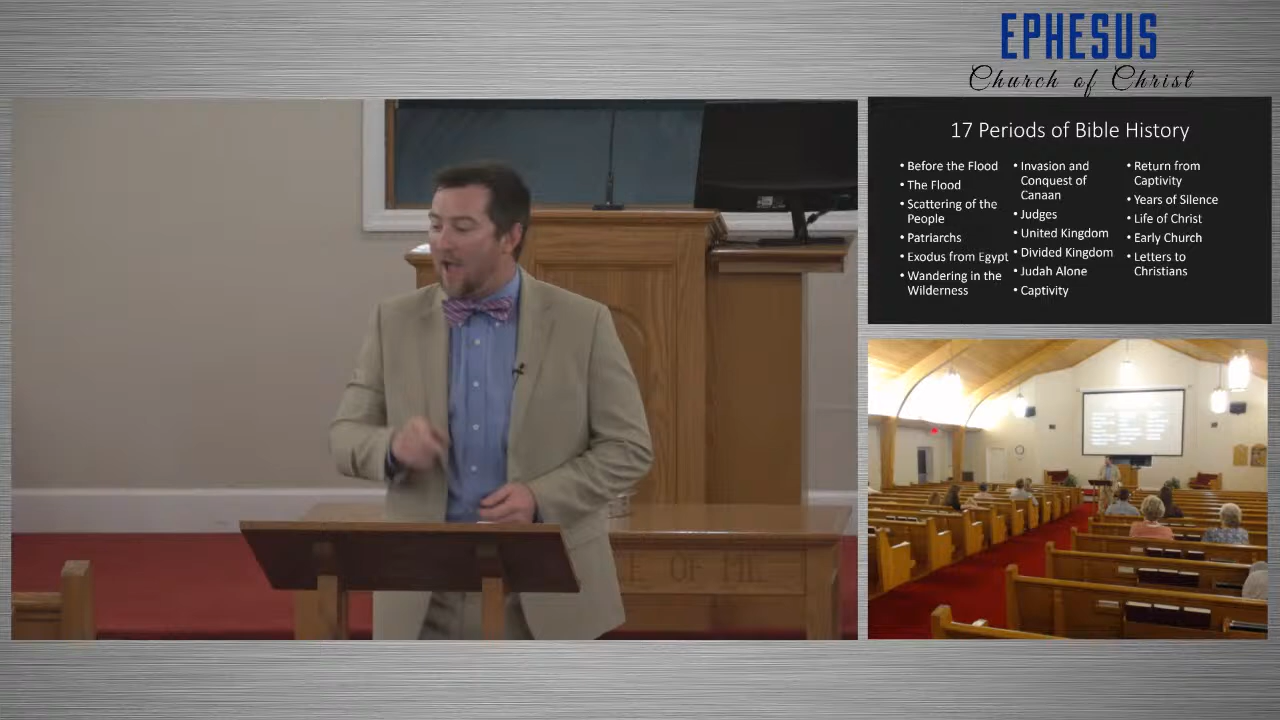 EPHESUS
Church of Christ
17 Periods of Bible History
• Before the Flood
• The Flood
• Scattering of the
People
• Patriarchs
• Exodus from Egypt
• Wandering in the
Wilderness
• Invasion and
Conquest of
Canaan
• Judges
• United Kingdom
• Divided Kingdom
• Judah Alone
• Captivity
• Return from
Captivity
• Years of Silence
• Life of Christ
• Early Church
• Letters to
Christians
OF ME